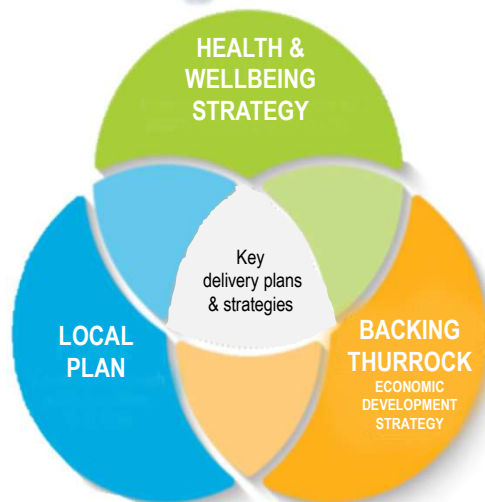 HEALTH &
WELLBEING
STRATEGY
Key
delivery plans
& strategies
LOCAL
PLAN
BACKING
THURROCK
ECONOMIC
DEVELOPMENT
STRATEGY